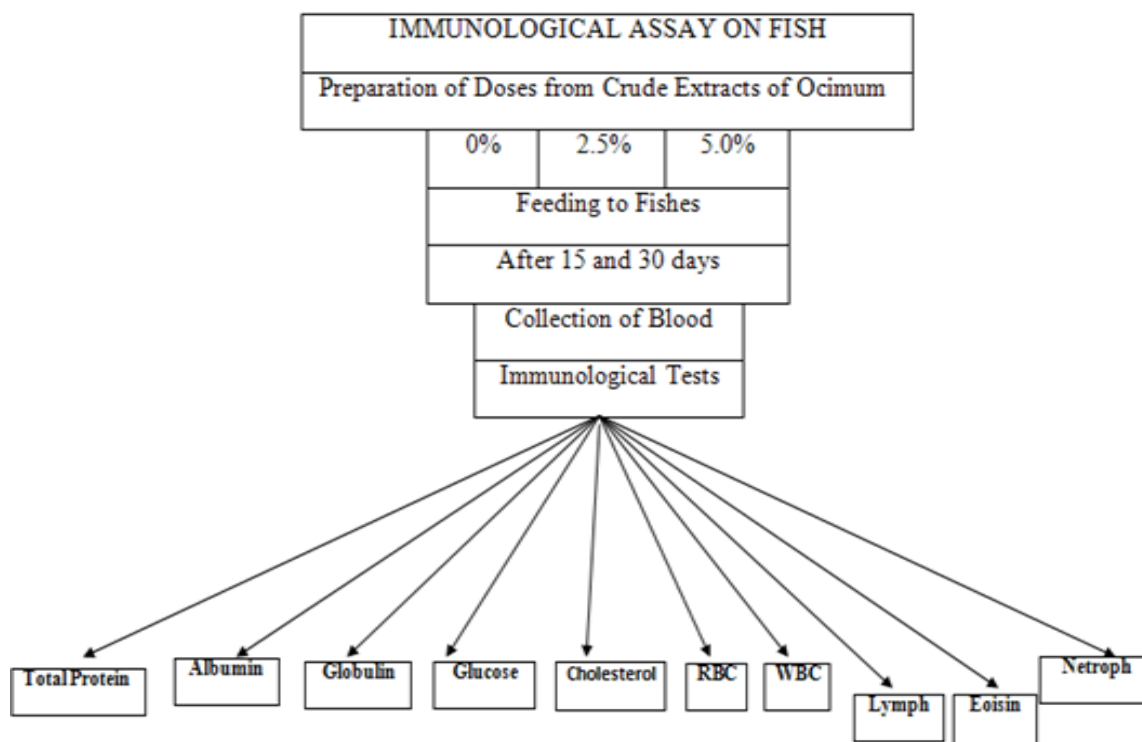 IMMUNOLOGICAL ASSAY ON FISH
Preparation of Doses from Crude Extracts of Ocimum
0% 2.5% 5.0%
Feeding to Fishes
After 15 and 30 days
Collection of Blood
Immunological Tests
Total Protein Albumin Globulin Glucose Cholesterol RBC WBC Lymph Eoisin Netroph